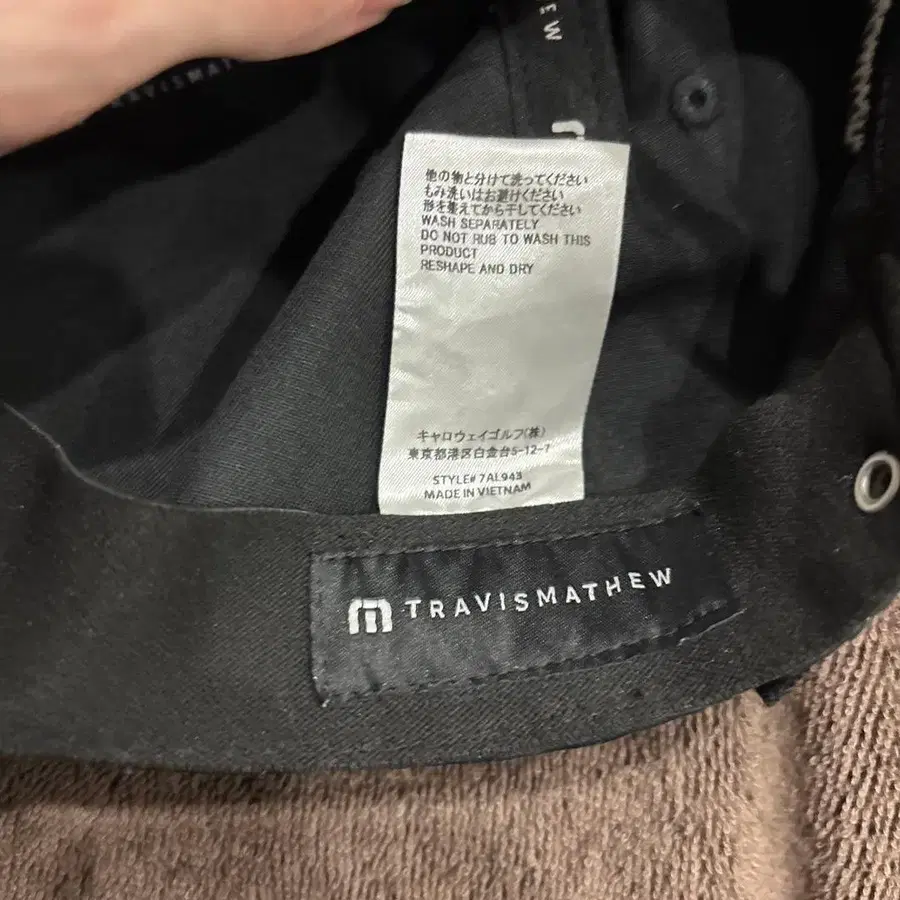 TRAVISMAT
EW
他の物と分けて洗ってください
もみ洗いはお避けください
形を整えてから干してください
WASH SEPARATELY
DO NOT RUB TO WASH THIS
PRODUCT
RESHAPE AND DRY
キャロウェイゴルフ(株)
東京都港区白金台5-12-7
STYLE# 7AL943
MADE IN VIETNAM
TRAVISMATHEW